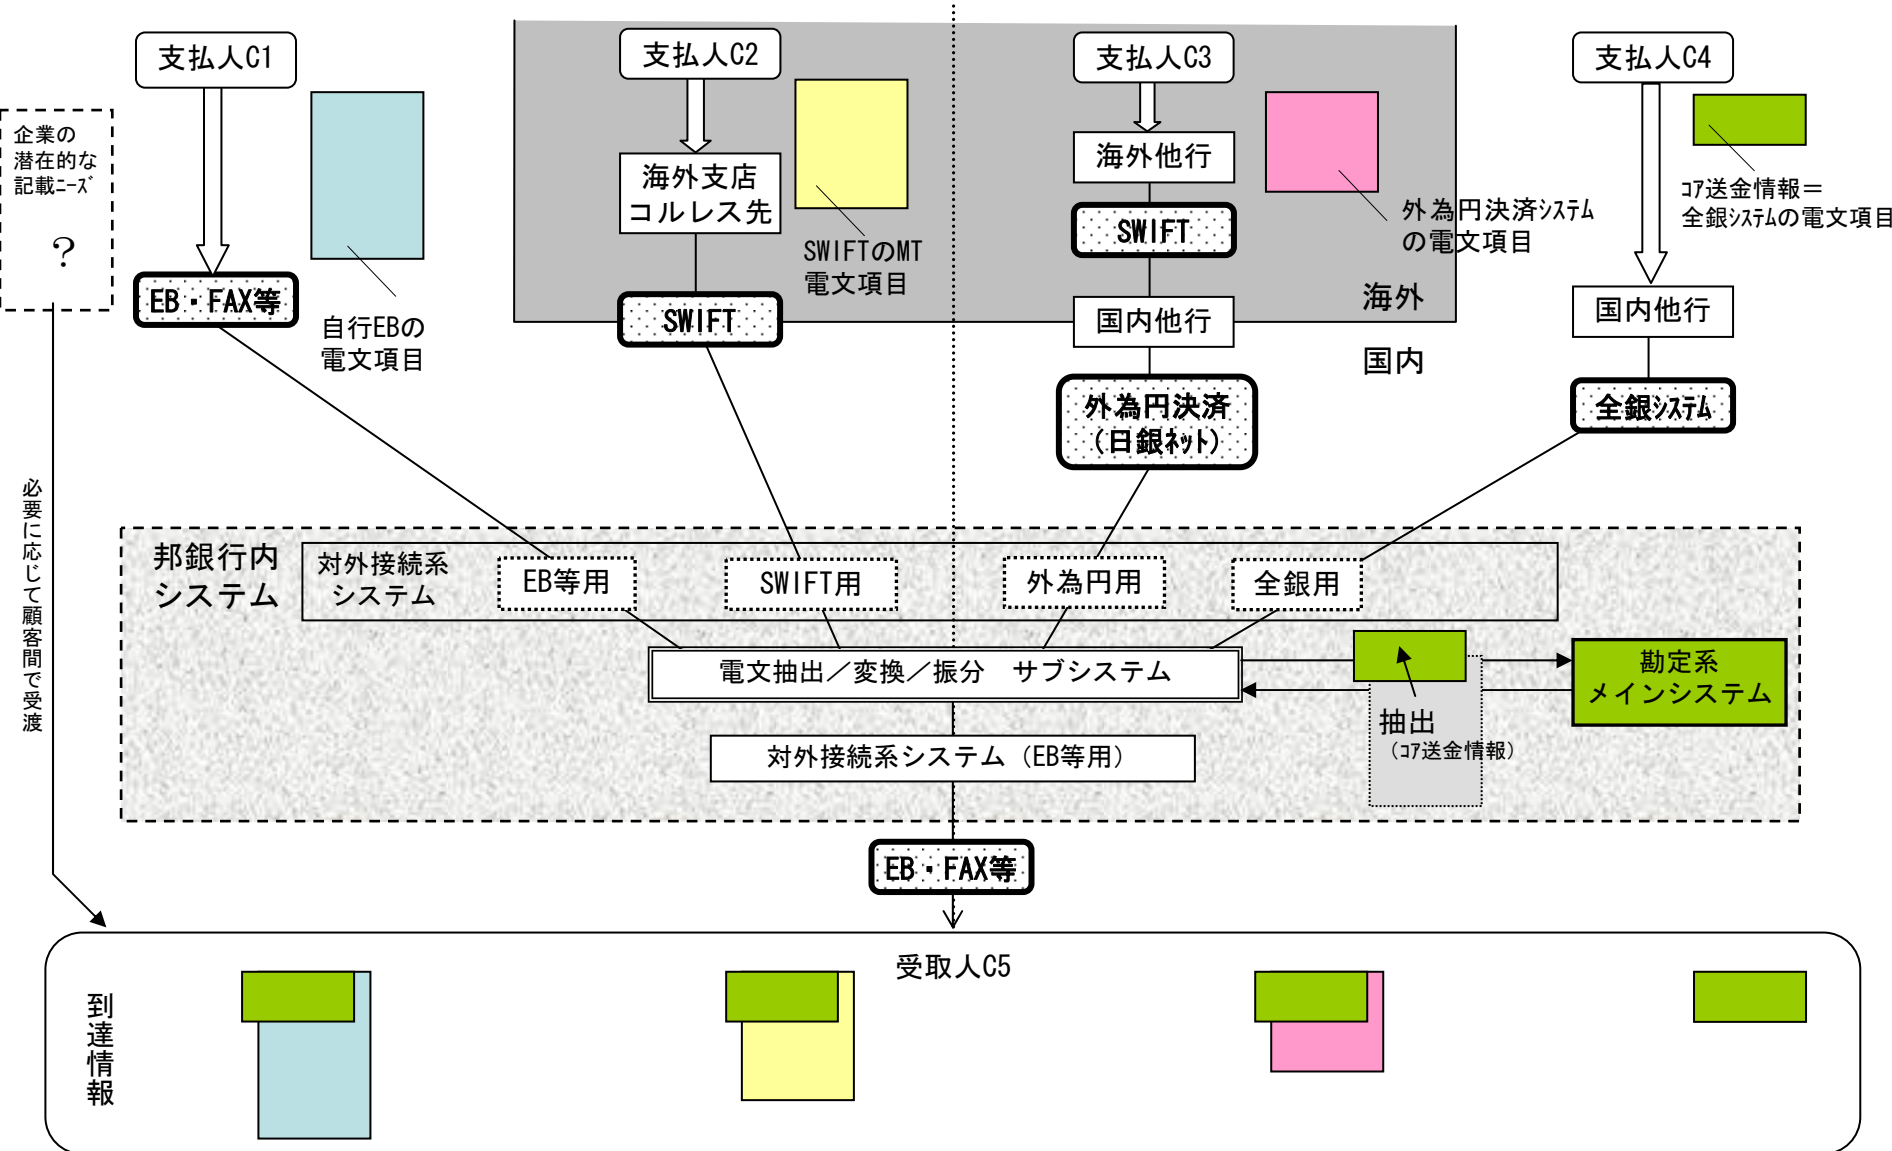 支払人C1
支払人C2
支払人C3
支払人C4
企業の
潜在的な
記載ﾆｰｽﾞ
?
海外支店
コルレス先
海外他行
SWIFT
コア送金情報＝
全銀ｼｽﾃﾑの電文項目
外為円決済ｼｽﾃﾑ
の電文項目
SWIFTのMT
電文項目
EB・FAX等
自行EBの
電文項目
SWIFT
国内他行
海外
国内
国内他行
外為円決済
(日銀ﾈｯﾄ)
全銀ｼｽﾃﾑ
必要に応じて顧客間で受渡
邦銀行内
システム
対外接続系
システム
EB等用
SWIFT用
外為円用
全銀用
電文抽出／変換／振分　サブシステム
勘定系
メインシステム
抽出
（ｺｱ送金情報）
対外接続系システム（EB等用）
EB・FAX等
受取人C5
到達情報